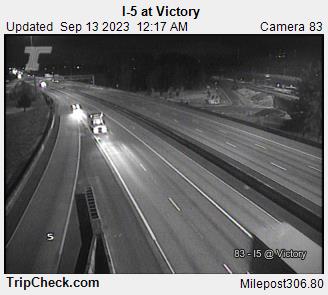 I-5 at Victory
Updated Sep 13 2023 12:17 AM Camera 83
T
S
83 - I5 @ Victory
TripCheck.com Milepost306.80